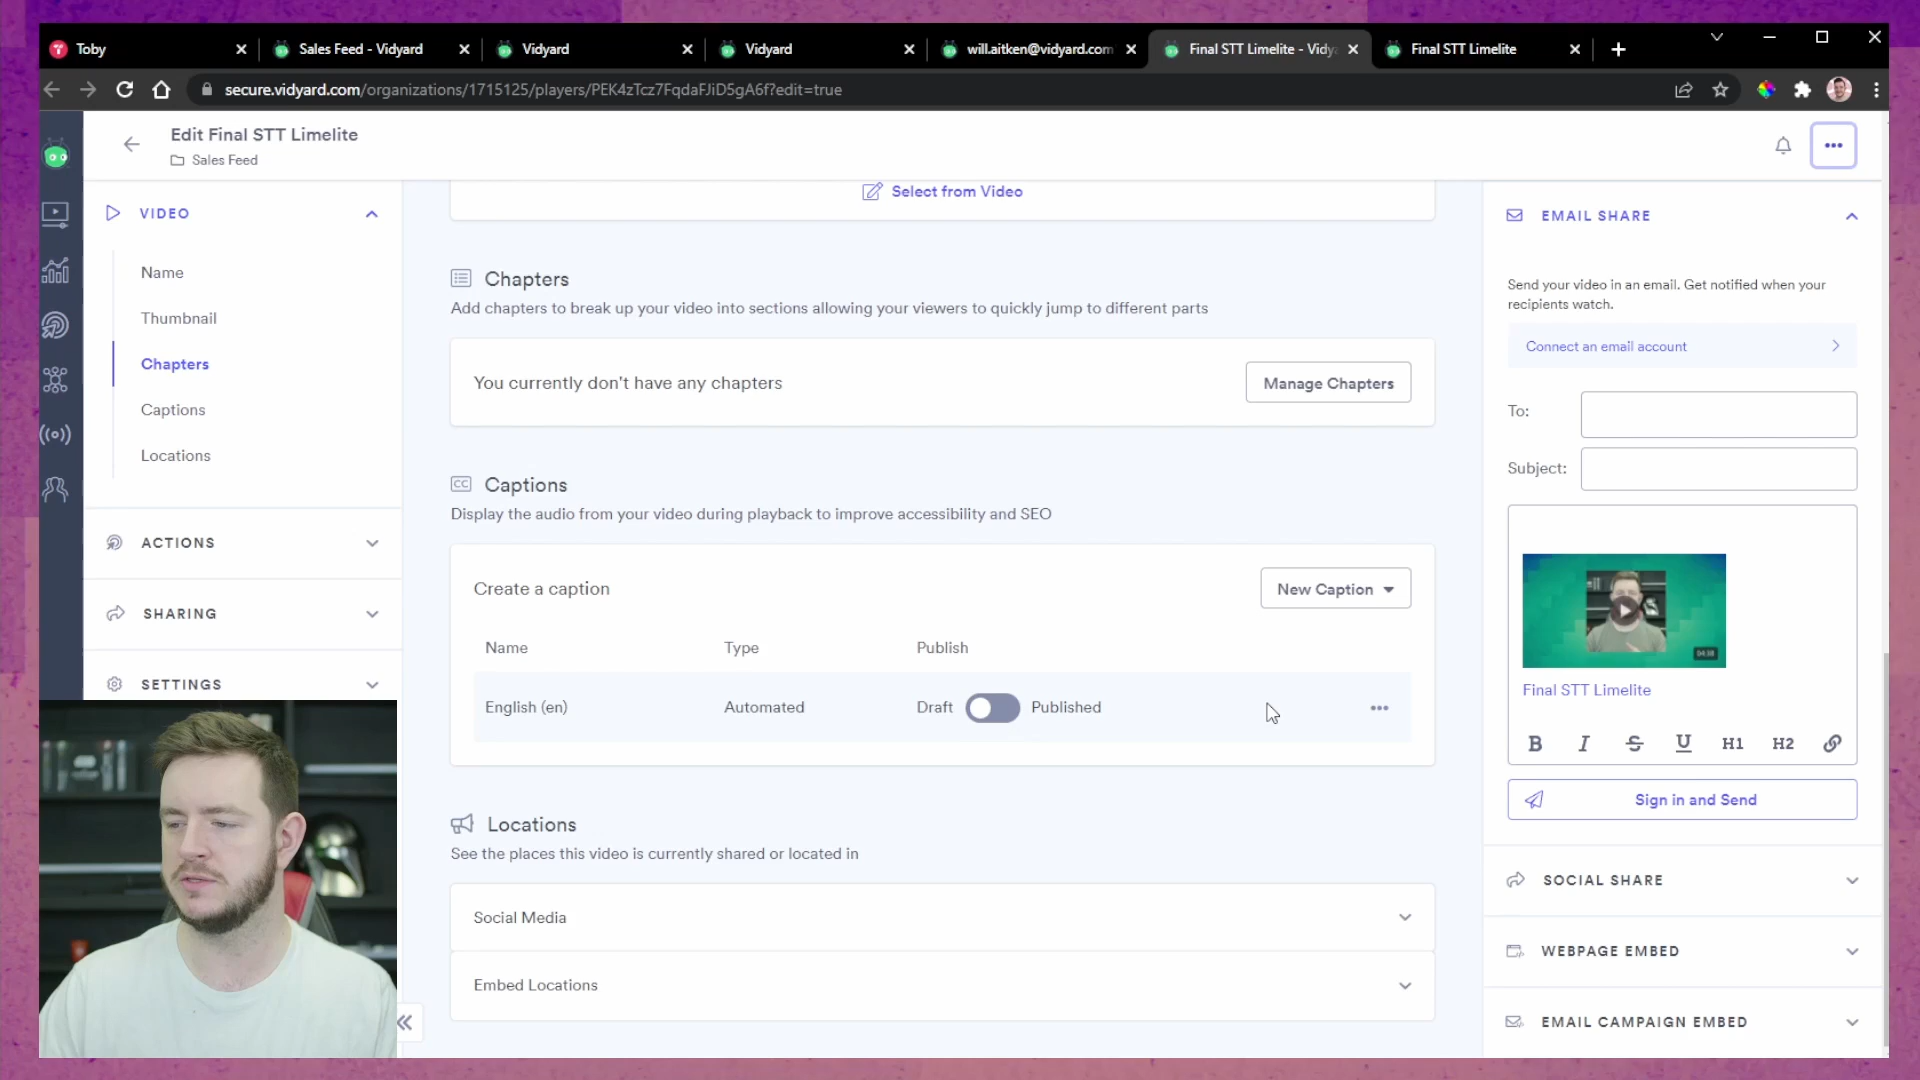 Toby
Sales Feed - Vidyard
Vidyard
Vidyard
will.aitken@vidyard.com
Final STT Limelite - Vidy
Final STT Limelite
secure.vidyard.com/organizations/1715125/players/PEK4zTcz7FqdaFJiD5gA6f?edit=true
Edit Final STT Limelite
Sales Feed
VIDEO
Name
Thumbnail
Chapters
Captions
Locations
ACTIONS
SHARING
SETTINGS
Select from Video
Chapters
Add chapters to break up your video into sections allowing your viewers to quickly jump to different parts
You currently don't have any chapters
Manage Chapters
CC Captions
Display the audio from your video during playback to improve accessibility and SEO
Create a caption
New Caption
Name Type Publish
English (en) Automated Draft Published
Locations
See the places this video is currently shared or located in
Social Media
Embed Locations
EMAIL SHARE
Send your video in an email. Get notified when your
recipients watch.
Connect an email account
To:
Subject:
04:38
Final STT Limelite
B I S U H1 H2
Sign in and Send
SOCIAL SHARE
WEBPAGE EMBED
EMAIL CAMPAIGN EMBED